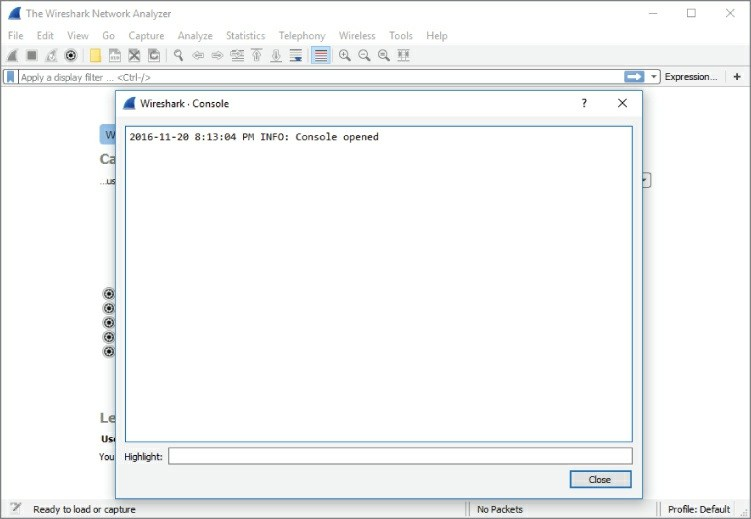 The Wireshark Network Analyzer
File Edit View Go Capture Analyze Statistics Telephony Wireless Tools Help
Apply a display filter ... <Ctrl-/> Expression... +
Wireshark · Console ?
2016-11-20 8:13:04 PM INFO: Console opened
W
Ca
...us
Le
Use
You
Highlight:
Close
Ready to load or capture No Packets Profile: Default